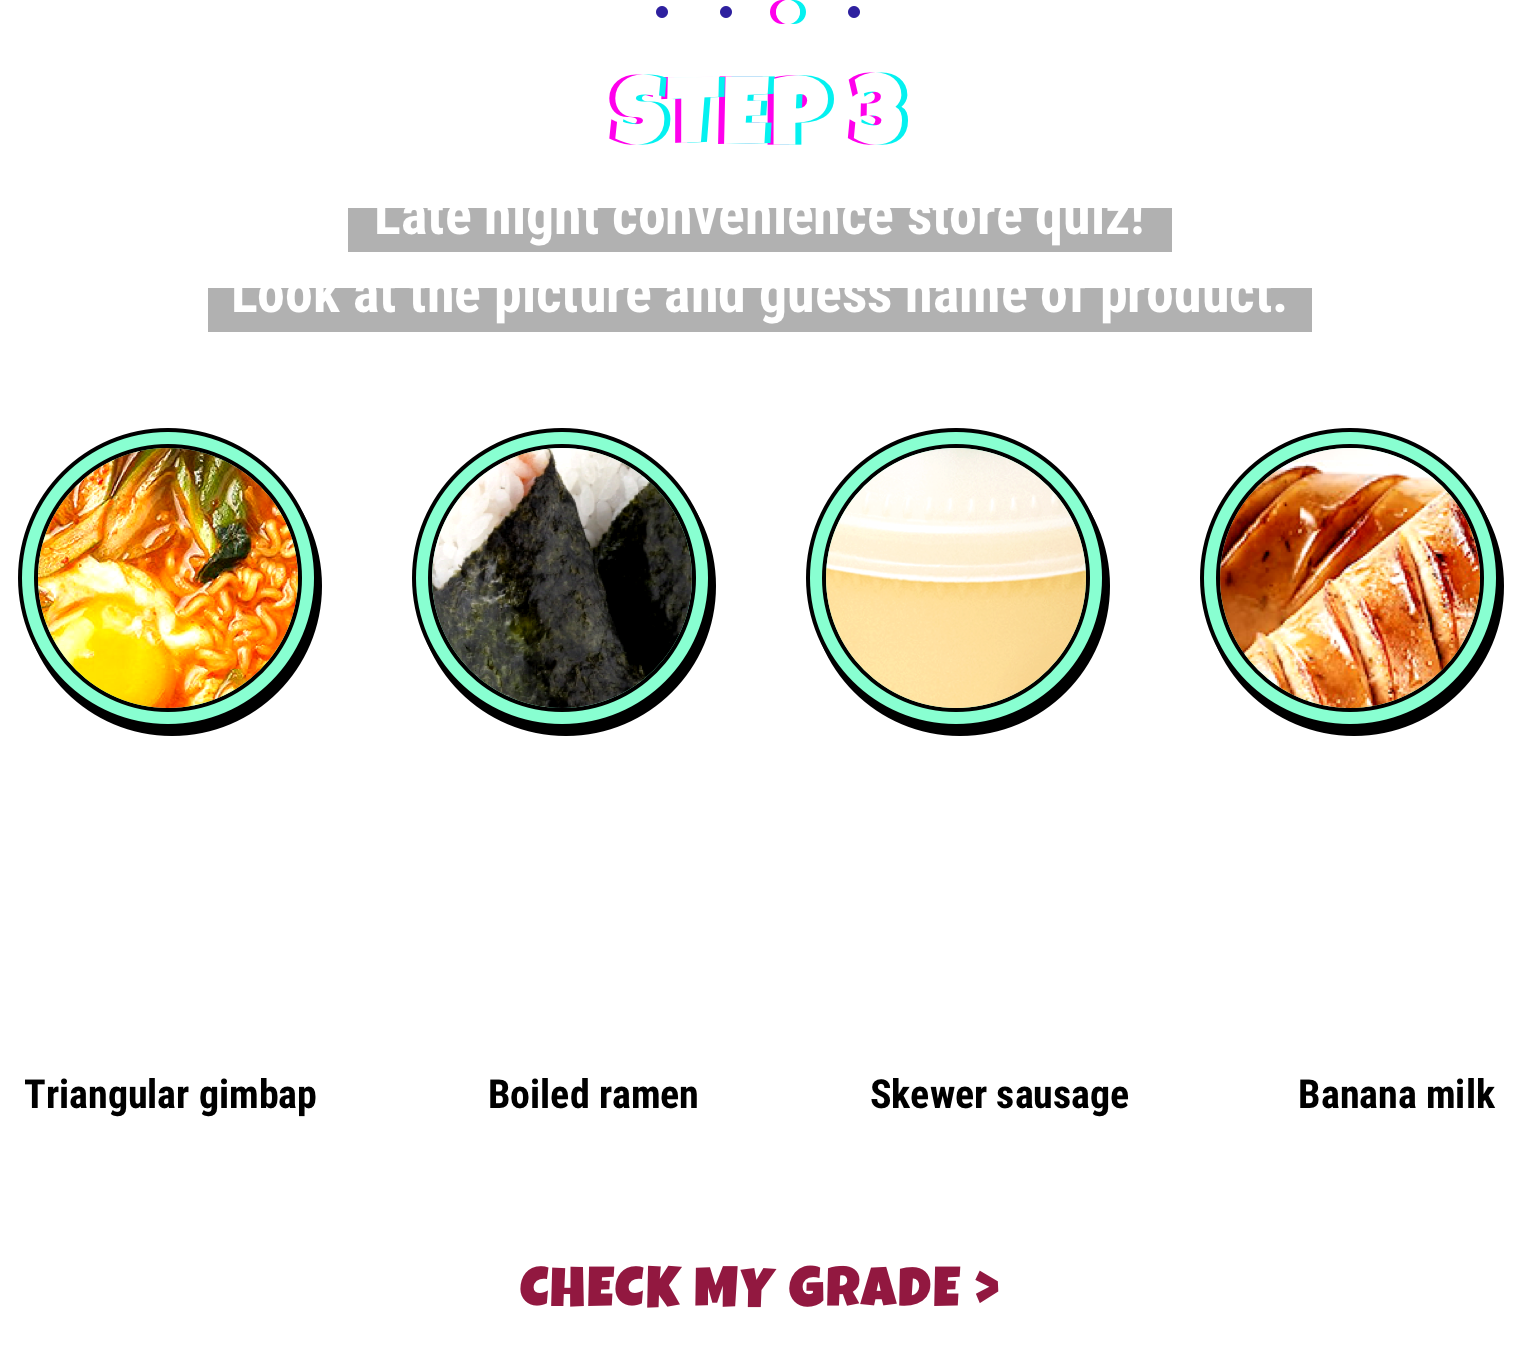 STEP 3
Late night convenience store quiz!
Look at the picture and guess name of product.
Triangular gimbap
Boiled ramen
Skewer sausage
Banana milk
CHECK MY GRADE >